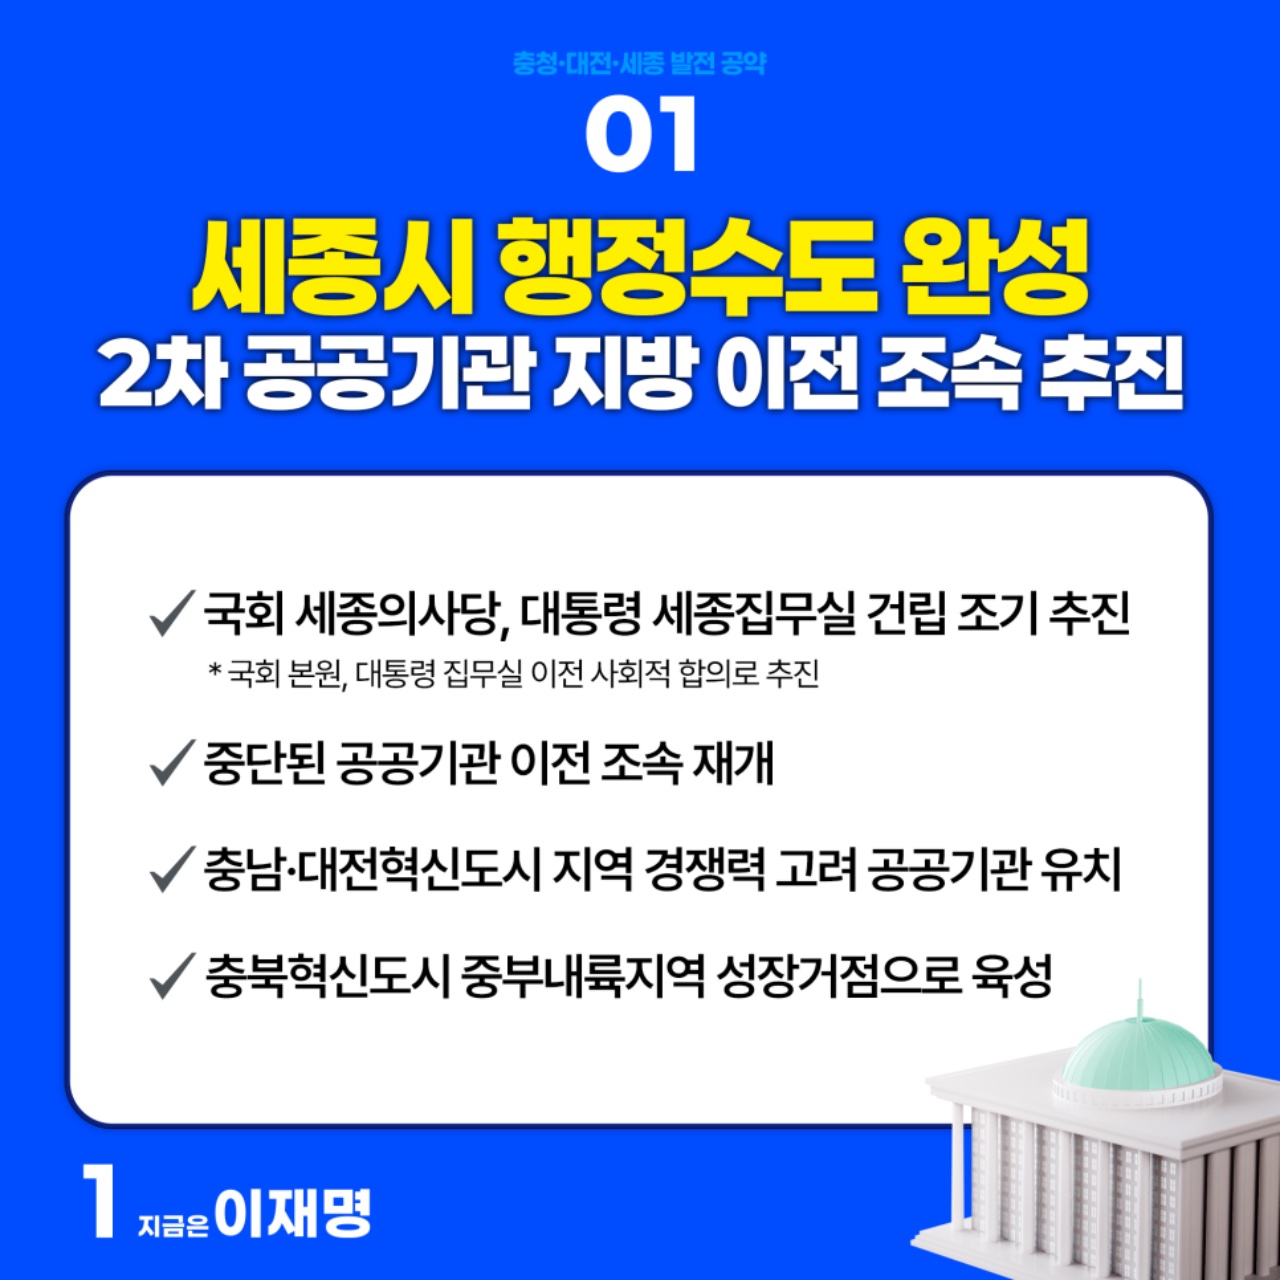 충청·대전·세종 발전 공약
01
세종시 행정수도 완성
2차 공공기관 지방 이전 조속 추진
국회 세종의사당, 대통령 세종집무실 건립 조기 추진
* 국회 본원, 대통령 집무실 이전 사회적 합의로 추진
중단된 공공기관 이전 조속 재개
충남·대전혁신도시 지역 경쟁력 고려 공공기관 유치
충북혁신도시 중부내륙지역 성장거점으로 육성
1 지금은 이재명